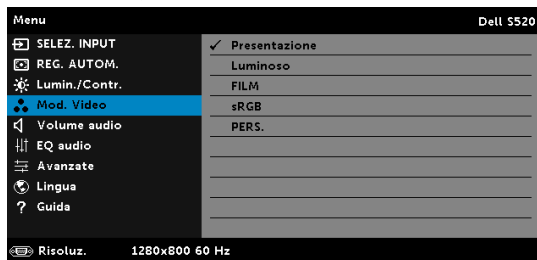 Menu Dell S520
SELEZ. INPUT
REG. AUTOM.
Lumin./Contr.
Mod. Video
Volume audio
EQ audio
Avanzate
Lingua
? Guida
✓ Presentazione
Luminoso
FILM
sRGB
PERS.
Risoluz. 1280x800 60 Hz